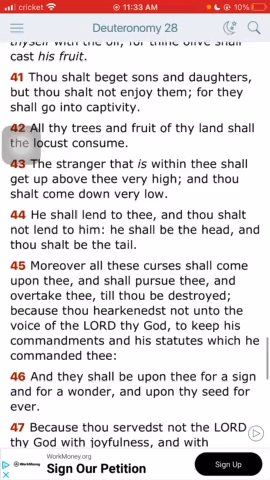 cricket 11:33 AM 10%
Deuteronomy 28
thyself with the oil, for thine olive shall
cast his fruit.
41 Thou shalt beget sons and daughters,
but thou shalt not enjoy them; for they
shall go into captivity.
42 All thy trees and fruit of thy land shall
the locust consume.
43 The stranger that is within thee shall
get up above thee very high; and thou
shalt come down very low.
44 He shall lend to thee, and thou shalt
not lend to him: he shall be the head, and
thou shalt be the tail.
45 Moreover all these curses shall come
upon thee, and shall pursue thee, and
overtake thee, till thou be destroyed;
because thou hearkenedst not unto the
voice of the LORD thy God, to keep his
commandments and his statutes which he
commanded thee:
46 And they shall be upon thee for a sign
and for a wonder, and upon thy seed for
ever.
47 Because thou servedst not the LORD
thy God with joyfulness, and with
WorkMoney.org
WorkMoney
Sign Our Petition
Sign Up